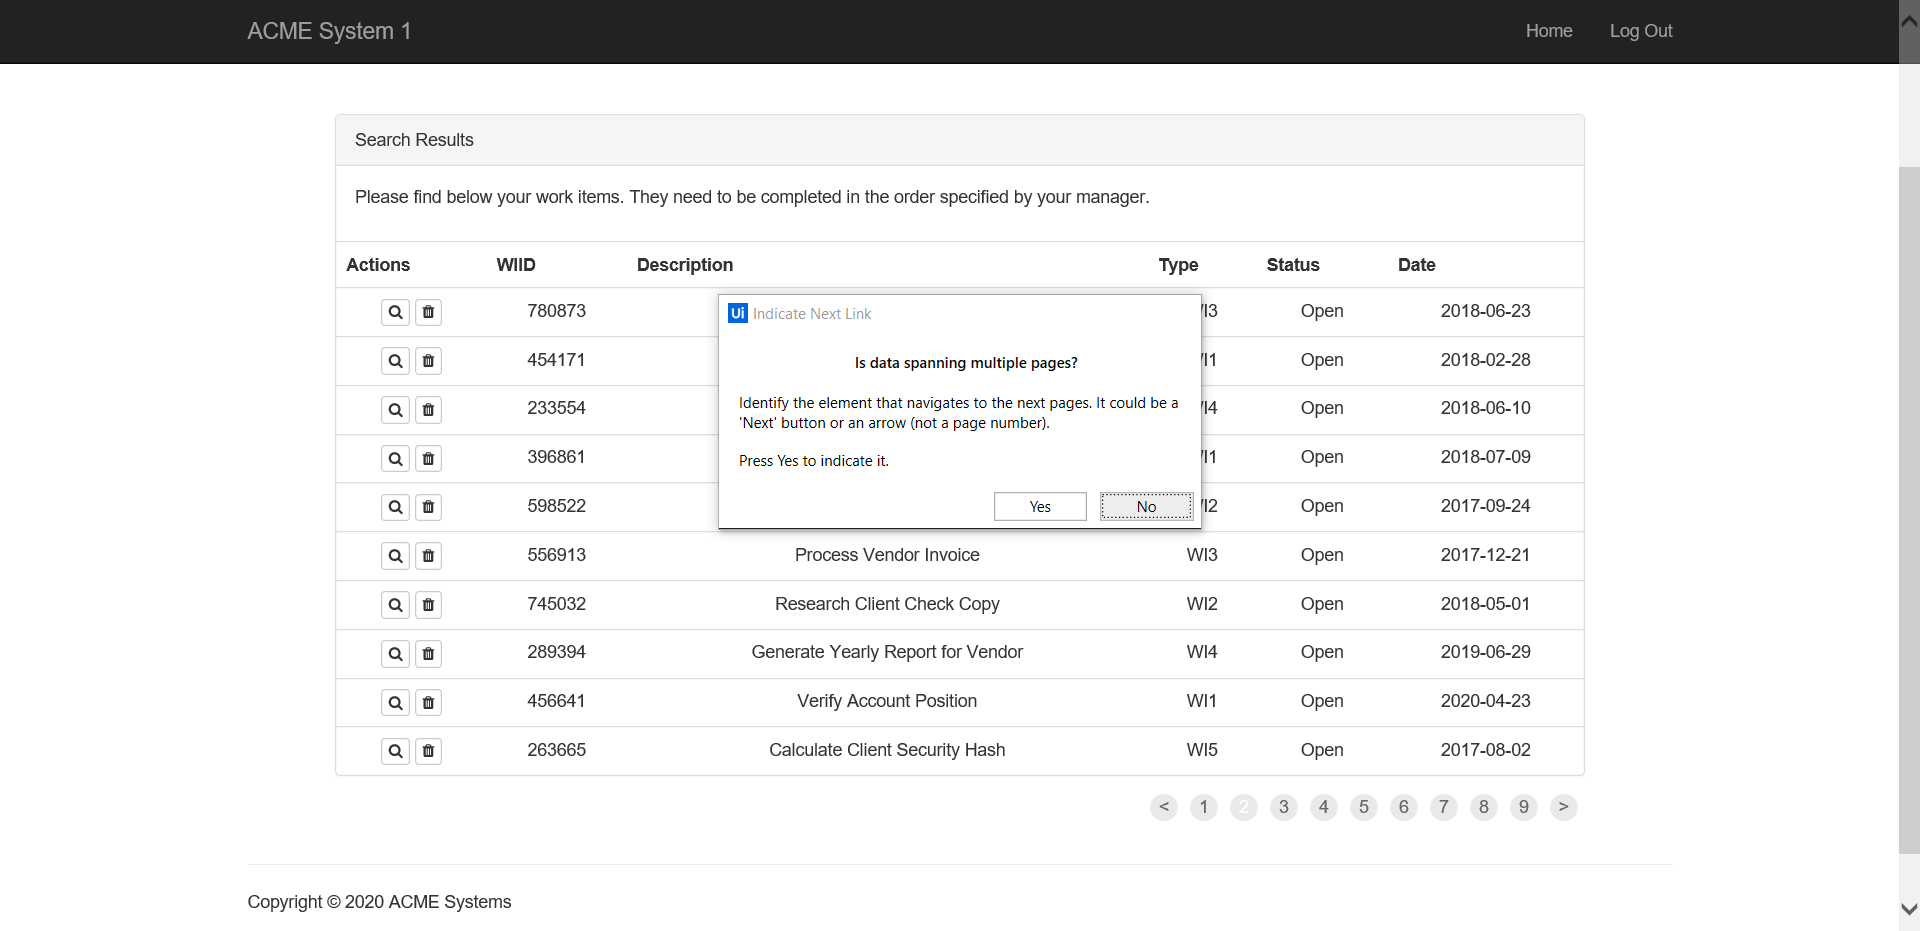 ACME System 1 Home Log Out
Search Results
Please find below your work items. They need to be completed in the order specified by your manager.
Actions WIID Description Type Status Date
780873 I3 Open 2018-06-23
454171 I1 Open 2018-02-28
233554 I4 Open 2018-06-10
396861 I1 Open 2018-07-09
598522 I2 Open 2017-09-24
Ui Indicate Next Link
Is data spanning multiple pages?
Identify the element that navigates to the next pages. It could be a
'Next' button or an arrow (not a page number).
Press Yes to indicate it.
Yes No
556913 Process Vendor Invoice WI3 Open 2017-12-21
745032 Research Client Check Copy WI2 Open 2018-05-01
289394 Generate Yearly Report for Vendor WI4 Open 2019-06-29
456641 Verify Account Position WI1 Open 2020-04-23
263665 Calculate Client Security Hash WI5 Open 2017-08-02
< 1 2 3 4 5 6 7 8 9 >
Copyright © 2020 ACME Systems